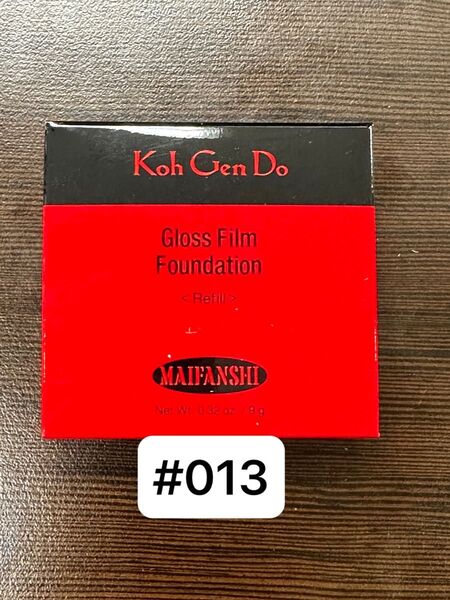 Koh Gen Do
Gloss Film
Foundation
< Refill >
MAIFANSHI
Net Wt. 0.32 oz. / 9 g
#013